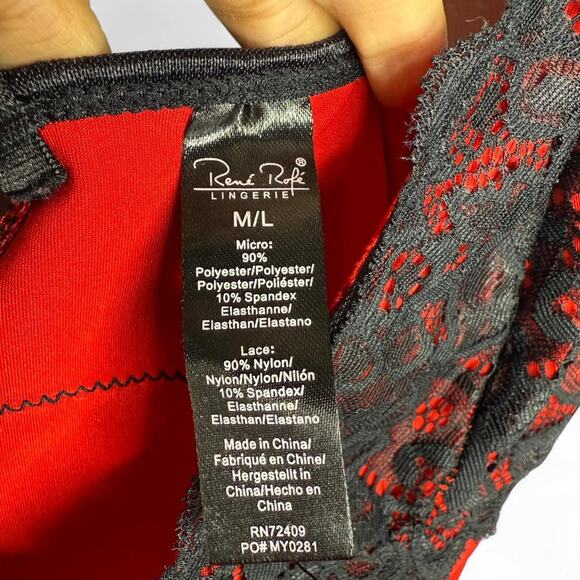 René Rofé®
LINGERIE
M/L
Micro:
90%
Polyester/Polyester/
Polyester/Poliéster/
10% Spandex
Elasthanne/
Elasthan/Elastano
Lace:
90% Nylon/
Nylon/Nylon/Nilón
10% Spandex/
Elasthanne/
Elasthan/Elastano
Made in China/
Fabriqué en Chine/
Hergestellt in
China/Hecho en
China
RN72409
PO# MY0281